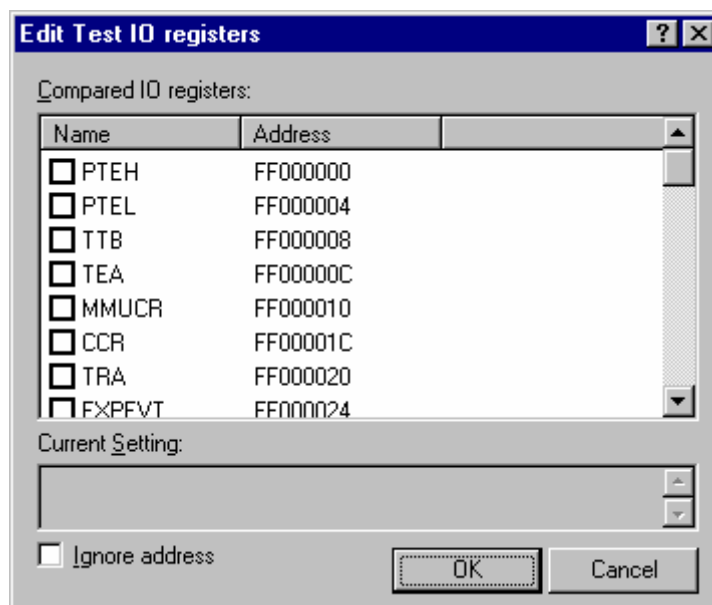 Edit Test IO registers
Compared IO registers:
Name Address
PTEH FF000000
PTEL FF000004
TTB FF000008
TEA FF00000C
MMUCR FF000010
CCR FF00001C
TRA FF000020
EXPEVT FF000024
Current Setting:
Ignore address
OK Cancel